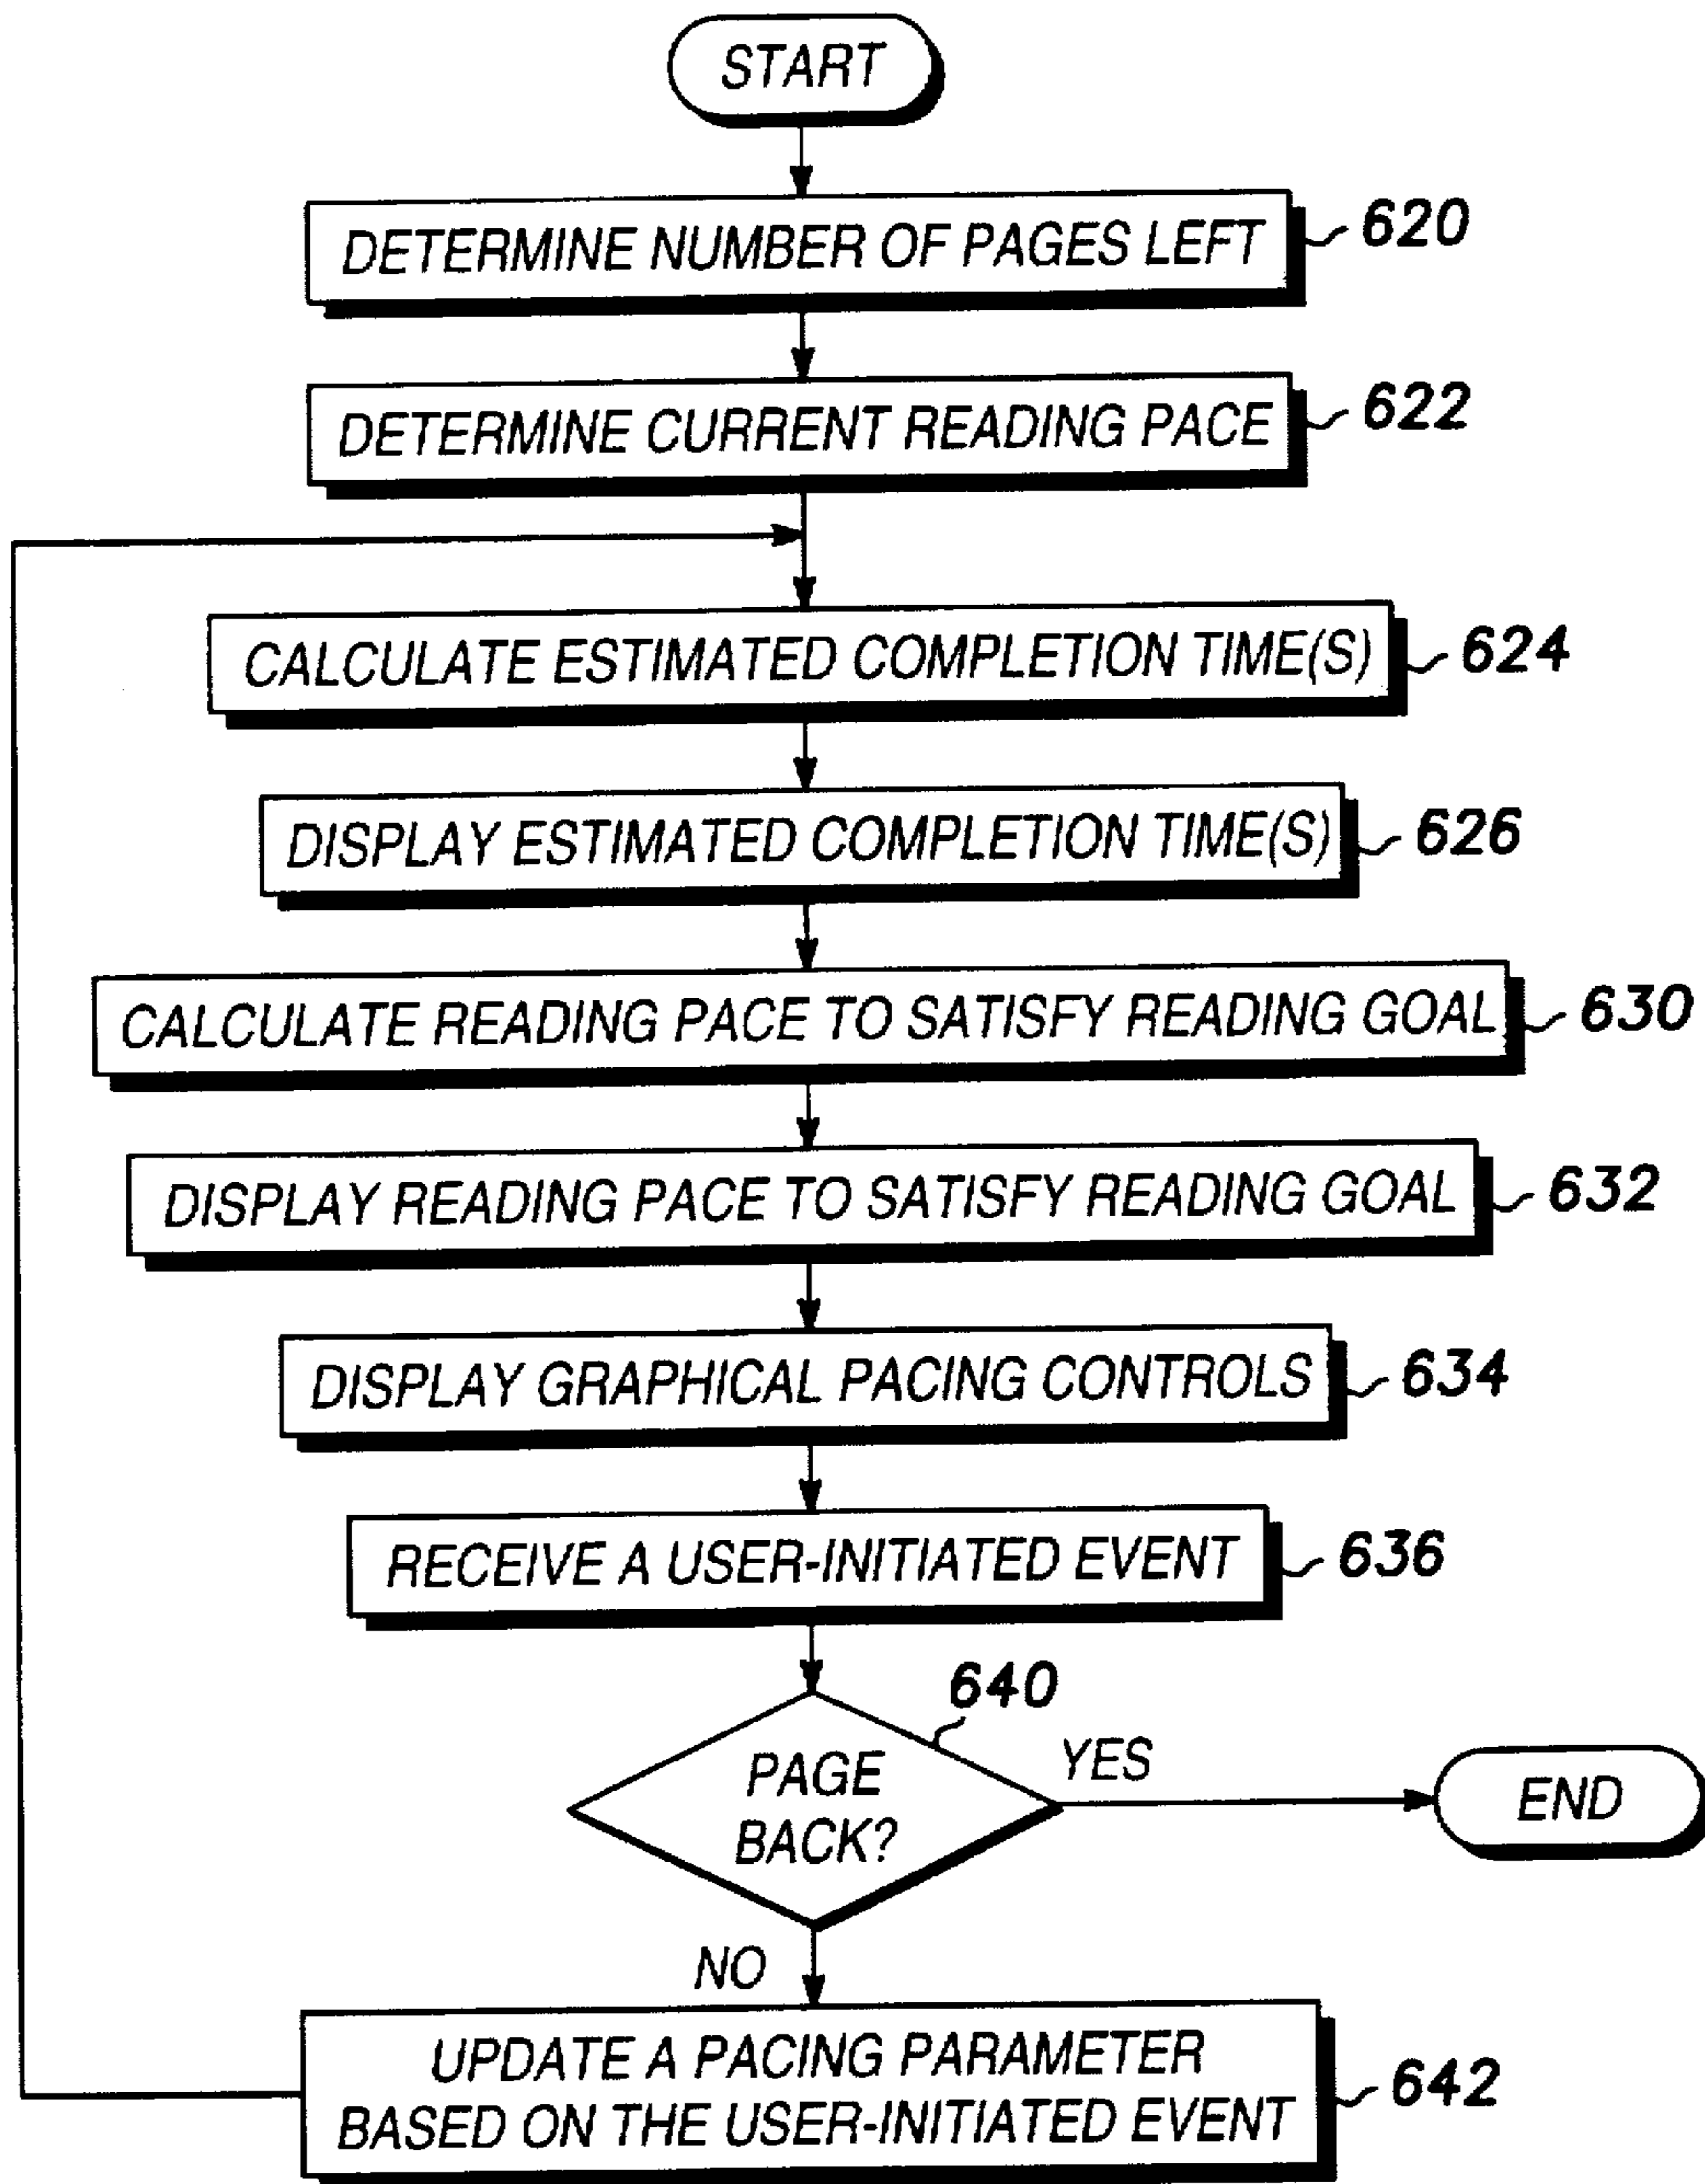 START
DETERMINE NUMBER OF PAGES LEFT
620
DETERMINE CURRENT READING PACE
622
CALCULATE ESTIMATED COMPLETION TIME(S)
624
DISPLAY ESTIMATED COMPLETION TIME(S)
626
CALCULATE READING PACE TO SATISFY READING GOAL
630
DISPLAY READING PACE TO SATISFY READING GOAL
632
DISPLAY GRAPHICAL PACING CONTROLS
634
RECEIVE A USER-INITIATED EVENT
636
640
PAGE
BACK?
YES
END
NO
UPDATE A PACING PARAMETER
BASED ON THE USER-INITIATED EVENT
642